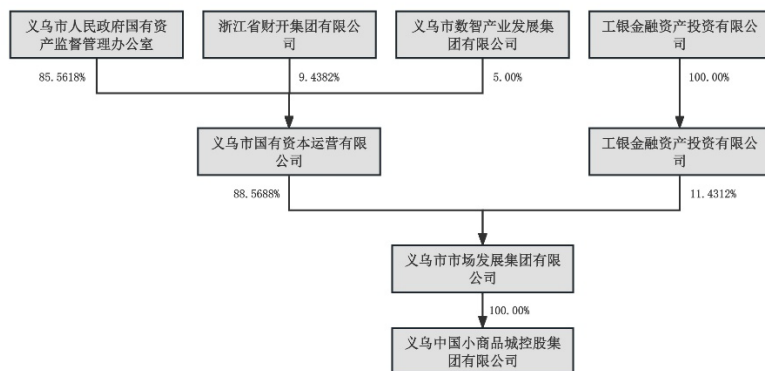 义乌市人民政府国有资
产监督管理办公室
浙江省财开集团有限公
司
义乌市数智产业发展集
团有限公司
工银金融资产投资有限公
司
85.5618%
9.4382%
5.00%
100.00%
义乌市国有资本运营有限
公司
工银金融资产投资有限公
司
88.5688%
11.4312%
义乌市市场发展集团有限
公司
100.00%
义乌中国小商品城控股集
团有限公司